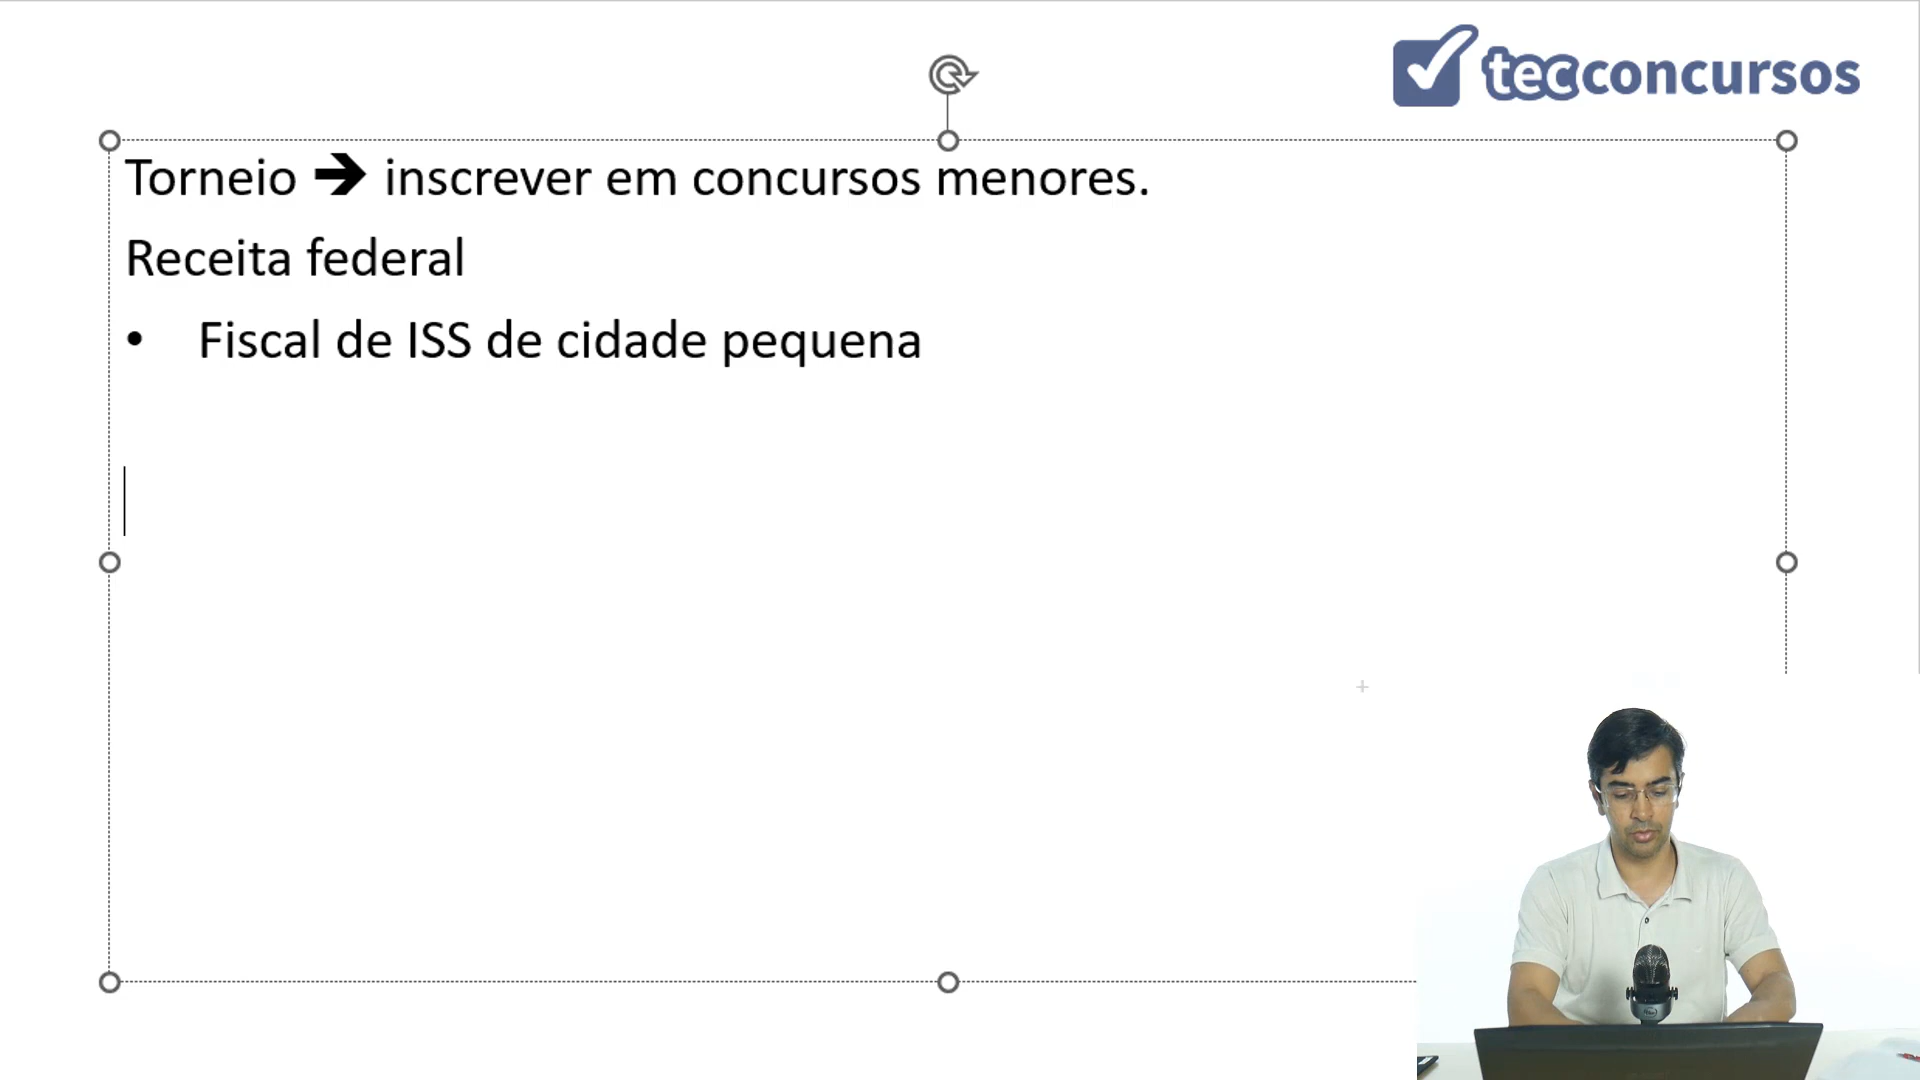 tecconcursos
Torneio → inscrever em concursos menores.
Receita federal
• Fiscal de ISS de cidade pequena